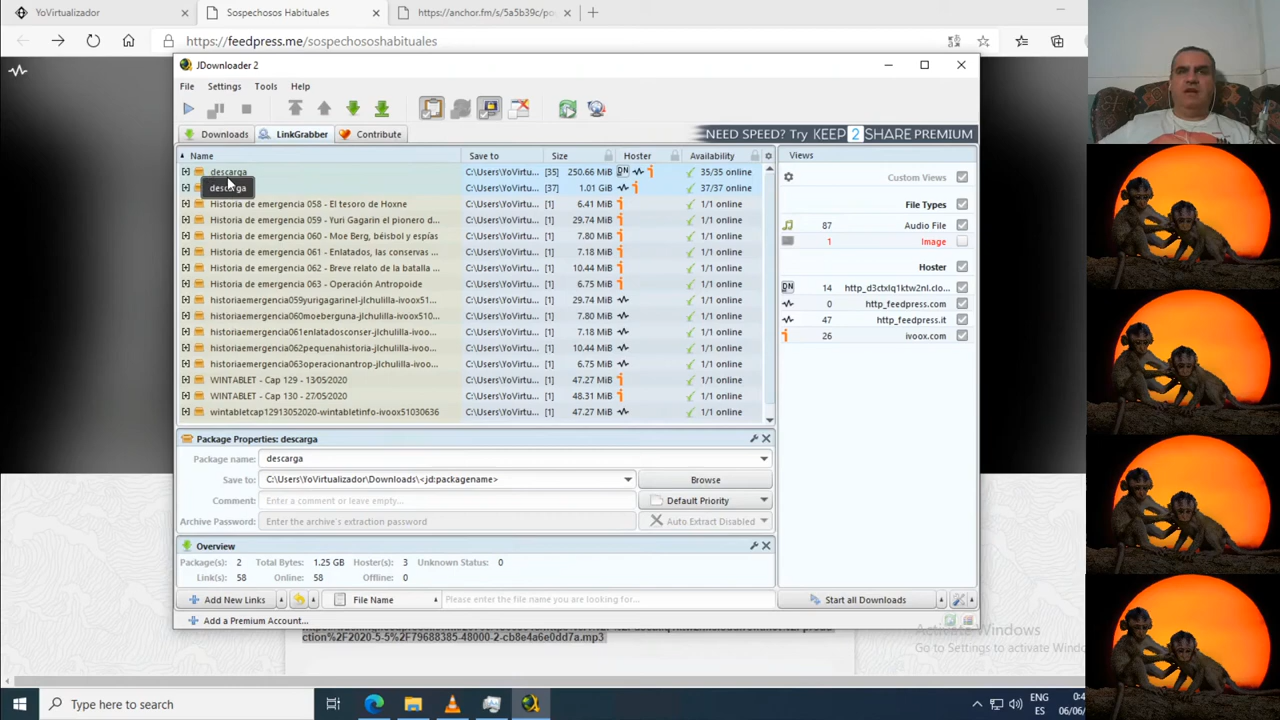 YoVirtualizador
Sospechosos Habituales
https://anchor.fm/s/5a5b39c/po
https://feedpress.me/sospechososhabituales
JDownloader 2
File Settings Tools Help
Downloads LinkGrabber Contribute
NEED SPEED? Try KEEP 2 SHARE PREMIUM
Name Save to Size Hoster Availability
descarga C:\Users\YoVirtu... [35] 250.66 MiB DN 35/35 online
descarga C:\Users\YoVirtu... [37] 1.01 GiB 37/37 online
Historia de emergencia 058 - El tesoro de Hoxne C:\Users\YoVirtu... [1] 6.41 MiB 1/1 online
Historia de emergencia 059 - Yuri Gagarin el pionero d... C:\Users\YoVirtu... [1] 29.74 MiB 1/1 online
Historia de emergencia 060 - Moe Berg, béisbol y espías C:\Users\YoVirtu... [1] 7.80 MiB 1/1 online
Historia de emergencia 061 - Enlatados, las conservas ... C:\Users\YoVirtu... [1] 7.18 MiB 1/1 online
Historia de emergencia 062 - Breve relato de la batalla ... C:\Users\YoVirtu... [1] 10.44 MiB 1/1 online
Historia de emergencia 063 - Operación Antropoide C:\Users\YoVirtu... [1] 6.75 MiB 1/1 online
historiaemergencia059yurigagarinel-jlchulilla-ivoox51... C:\Users\YoVirtu... [1] 29.74 MiB 1/1 online
historiaemergencia060moeberguna-jlchulilla-ivoox510... C:\Users\YoVirtu... [1] 7.80 MiB 1/1 online
historiaemergencia061enlatadosconser-jlchulilla-ivoo... C:\Users\YoVirtu... [1] 7.18 MiB 1/1 online
historiaemergencia062pequenahistoria-jlchulilla-ivoo... C:\Users\YoVirtu... [1] 10.44 MiB 1/1 online
historiaemergencia063operacionantrop-jlchulilla-ivoo... C:\Users\YoVirtu... [1] 6.75 MiB 1/1 online
WINTABLET - Cap 129 - 13/05/2020 C:\Users\YoVirtu... [1] 47.27 MiB 1/1 online
WINTABLET - Cap 130 - 27/05/2020 C:\Users\YoVirtu... [1] 48.31 MiB 1/1 online
wintabletcap12913052020-wintabletinfo-ivoox51030636 C:\Users\YoVirtu... [1] 47.27 MiB 1/1 online
Views
Custom Views
File Types
87 Audio File
1 Image
Hoster
DN 14 http_d3ctxlq1ktw2nl.clo...
0 http_feedpress.com
47 http_feedpress.it
26 ivoox.com
Package Properties: descarga
Package name: descarga
Save to: C:\Users\YoVirtualizador\Downloads\<jd:packagename> Browse
Comment: Enter a comment or leave empty... Default Priority
Archive Password: Enter the archive's extraction password Auto Extract Disabled
Overview
Package(s): 2 Total Bytes: 1.25 GB Hoster(s): 3 Unknown Status: 0
Link(s): 58 Online: 58 Offline: 0
Add New Links File Name Please enter the file name you are looking for... Start all Downloads
Add a Premium Account...
ction%2F2020-5-5%2F79688385-48000-2-cb8e4a6e0dd7a.mp3
Activate Windows
Go to Settings to activate Windo
Type here to search
ENG
ES
0:4
06/06/